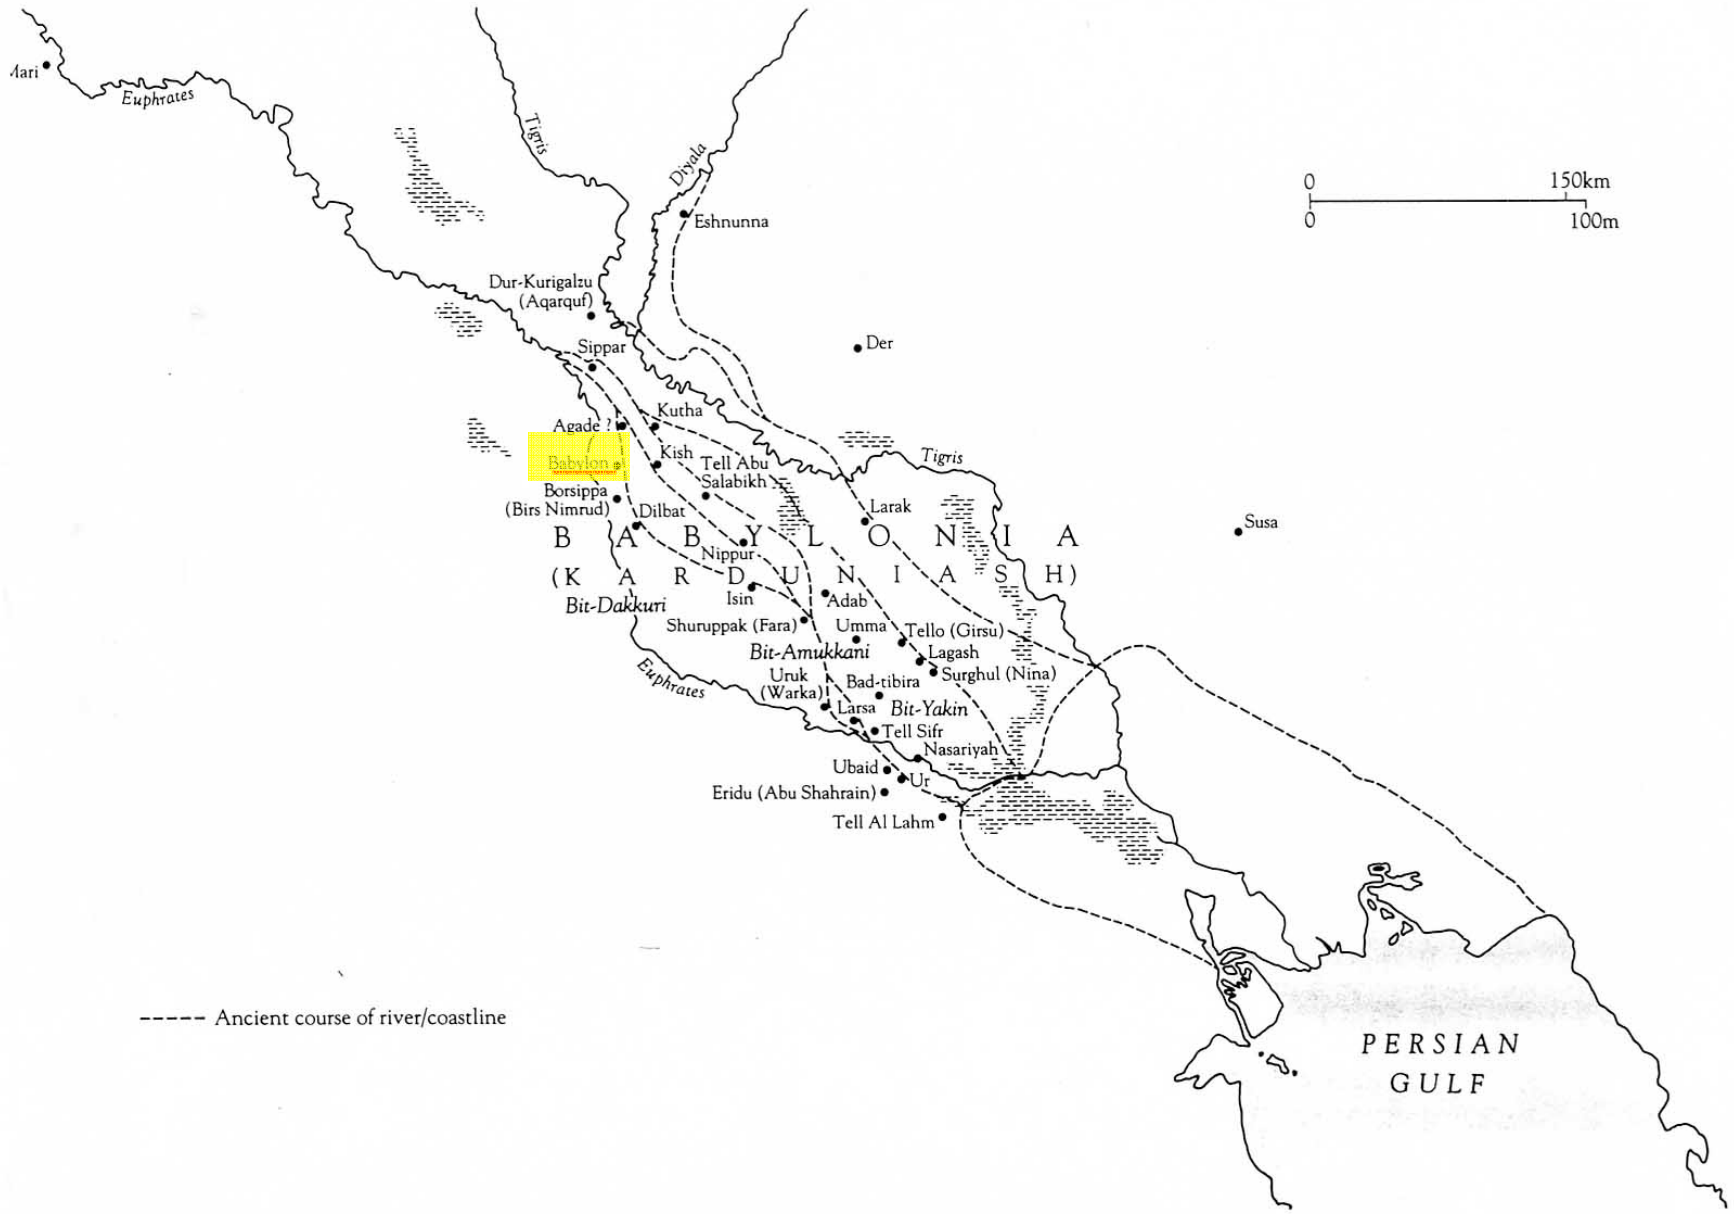 Mari
Euphrates
Tigris
Diyala
0 150km
0 100m
Eshnunna
Dur-Kurigalzu
(Aqarquf)
Sippar
Der
Kutha
Agade ?
Babylon
Kish
Tell Abu
Salabikh
Tigris
Borsippa
(Birs Nimrud)
Dilbat
Larak
Susa
BABYLONIA
Nippur
(KARDUNIASH)
Bit-Dakkuri
Isin
Adab
Shuruppak (Fara)
Umma
Tello (Girsu)
Bit-Amukkani
Lagash
Surghul (Nina)
Euphrates
Uruk
(Warka)
Bad-tibira
Larsa
Bit-Yakin
Tell Sifr
Nasariyah
Ubaid
Ur
Eridu (Abu Shahrain)
Tell Al Lahm
Ancient course of river/coastline
PERSIAN
GULF